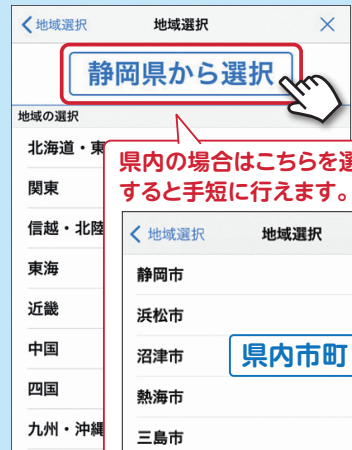 地域選択
地域選択
静岡県から選択
地域の選択
北海道・東
関東
信越・北陸
東海
近畿
中国
四国
九州・沖縄
県内の場合はこちらを選
すると手短に行えます。
地域選択
地域選択
静岡市
浜松市
沼津市
熱海市
三島市
県内市町